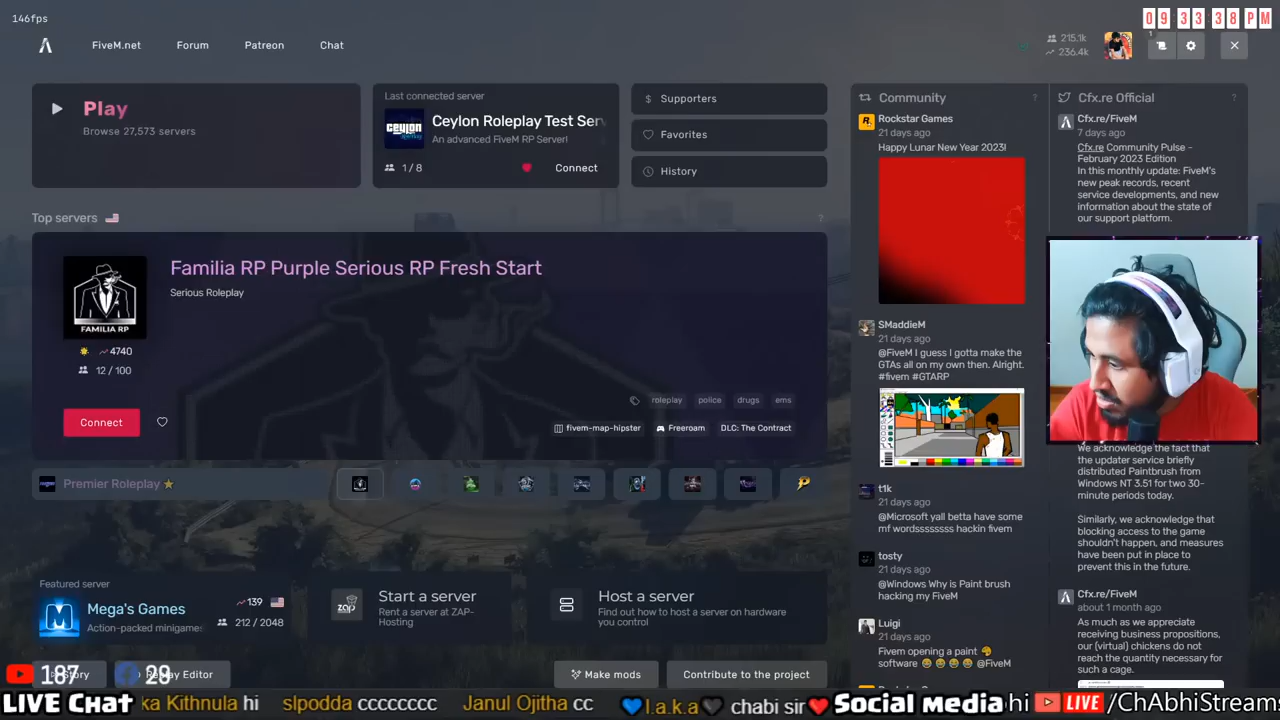 146fps
09:33:38 PM
FiveM.net
Forum
Patreon
Chat
215.1k
236.4k
1
Play
Browse 27,573 servers
Last connected server
CEYLON
Ceylon Roleplay Test Serv
An advanced FiveM RP Server!
1 / 8
Connect
$ Supporters
Favorites
History
Top servers
?
FAMILIA RP
Familia RP Purple Serious RP Fresh Start
Serious Roleplay
4740
12 / 100
Connect
roleplay
police
drugs
ems
fivem-map-hipster
Freeroam
DLC: The Contract
Premier Roleplay
Featured server
Mega's Games
Action-packed minigame
139
212 / 2048
ZAP
Start a server
Rent a server at ZAP-
Hosting
Host a server
Find out how to host a server on hardware
you control
Make mods
Contribute to the project
Community
?
Rockstar Games
21 days ago
Happy Lunar New Year 2023!
SMaddieM
21 days ago
@FiveM I guess I gotta make the
GTAs all on my own then. Alright.
#fivem #GTARP
t1k
21 days ago
@Microsoft yall betta have some
mf wordssssssss hackin fivem
tosty
21 days ago
@Windows Why is Paint brush
hacking my FiveM
Luigi
21 days ago
Fivem opening a paint
software @FiveM
Cfx.re Official
?
Cfx.re/FiveM
7 days ago
Cfx.re Community Pulse -
February 2023 Edition
In this monthly update: FiveM's
new peak records, recent
service developments, and new
information about the state of
our support platform.
We acknowledge the fact that
the updater service briefly
distributed Paintbrush from
Windows NT 3.51 for two 30-
minute periods today.
Similarly, we acknowledge that
blocking access to the game
shouldn't happen, and measures
have been put in place to
prevent this in the future.
Cfx.re/FiveM
about 1 month ago
As much as we appreciate
receiving business propositions,
our (virtual) chickens do not
reach the quantity necessary for
such a cage.
187
Story
28
Editor
LIVE Chat
ka Kithnula hi
slpodda cccccccc
Janul Ojitha cc
l.a.k.a
chabi sir
Social Media
hi
LIVE
/ChAbhiStream